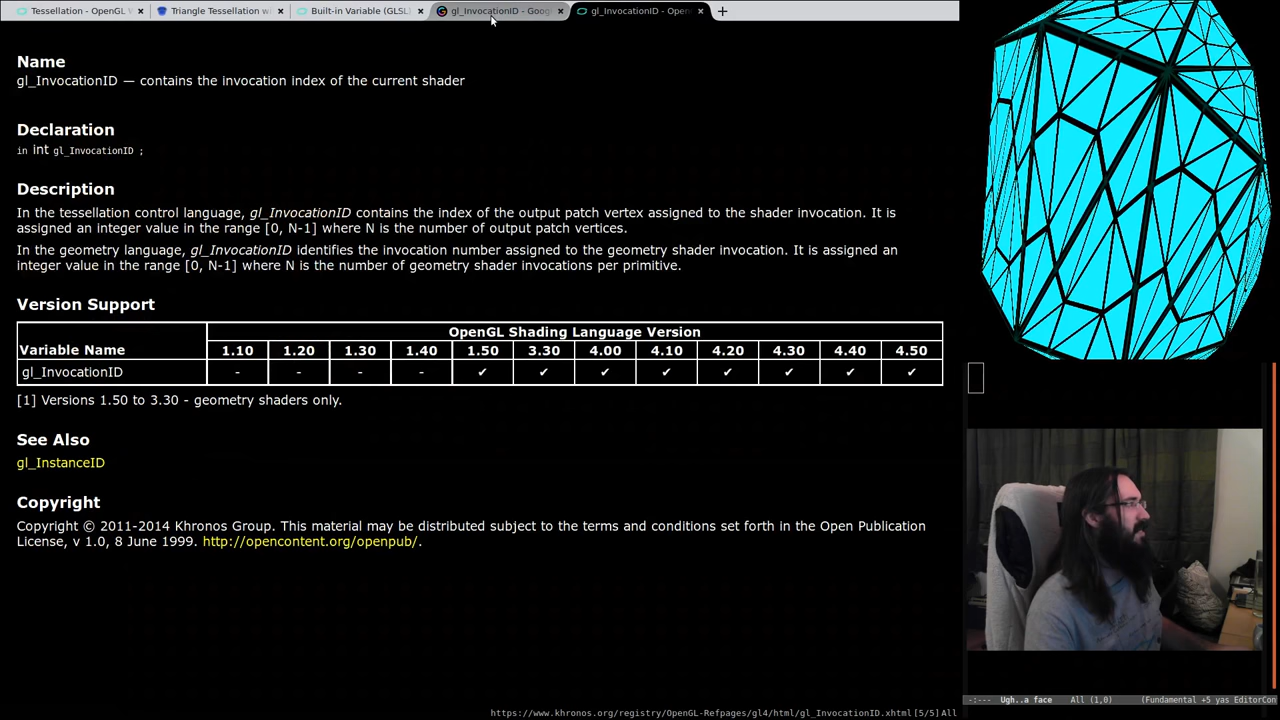 Tessellation - OpenGL
Triangle Tessellation wi
Built-in Variable (GLSL)
gl_InvocationID - Goog
gl_InvocationID - Open
Name
gl_InvocationID — contains the invocation index of the current shader
Declaration
in int gl_InvocationID ;
Description
In the tessellation control language, gl_InvocationID contains the index of the output patch vertex assigned to the shader invocation. It is
assigned an integer value in the range [0, N-1] where N is the number of output patch vertices.
In the geometry language, gl_InvocationID identifies the invocation number assigned to the geometry shader invocation. It is assigned an
integer value in the range [0, N-1] where N is the number of geometry shader invocations per primitive.
Version Support
OpenGL Shading Language Version
Variable Name 1.10 1.20 1.30 1.40 1.50 3.30 4.00 4.10 4.20 4.30 4.40 4.50
gl_InvocationID - - - - ✔ ✔ ✔ ✔ ✔ ✔ ✔ ✔
[1] Versions 1.50 to 3.30 - geometry shaders only.
See Also
gl_InstanceID
Copyright
Copyright © 2011-2014 Khronos Group. This material may be distributed subject to the terms and conditions set forth in the Open Publication
License, v 1.0, 8 June 1999. http://opencontent.org/openpub/.
-:--- Ugh..a face All (1,0) (Fundamental +5 yas EditorCon
https://www.khronos.org/registry/OpenGL-Refpages/gl4/html/gl_InvocationID.xhtml [5/5] All